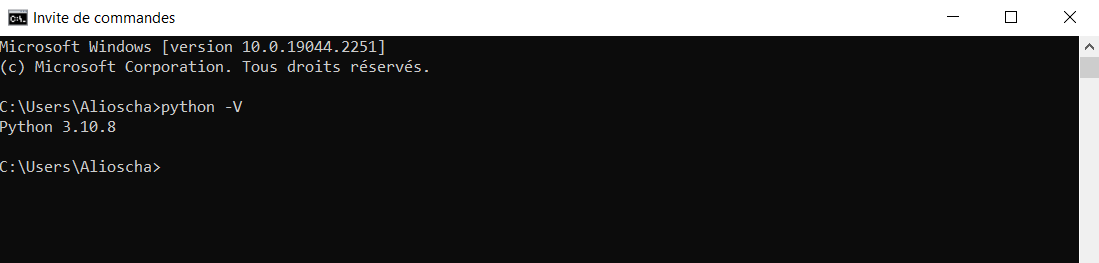 Invite de commandes
Microsoft Windows [version 10.0.19044.2251]
(c) Microsoft Corporation. Tous droits réservés.
C:\Users\Alioscha>python -V
Python 3.10.8
C:\Users\Alioscha>